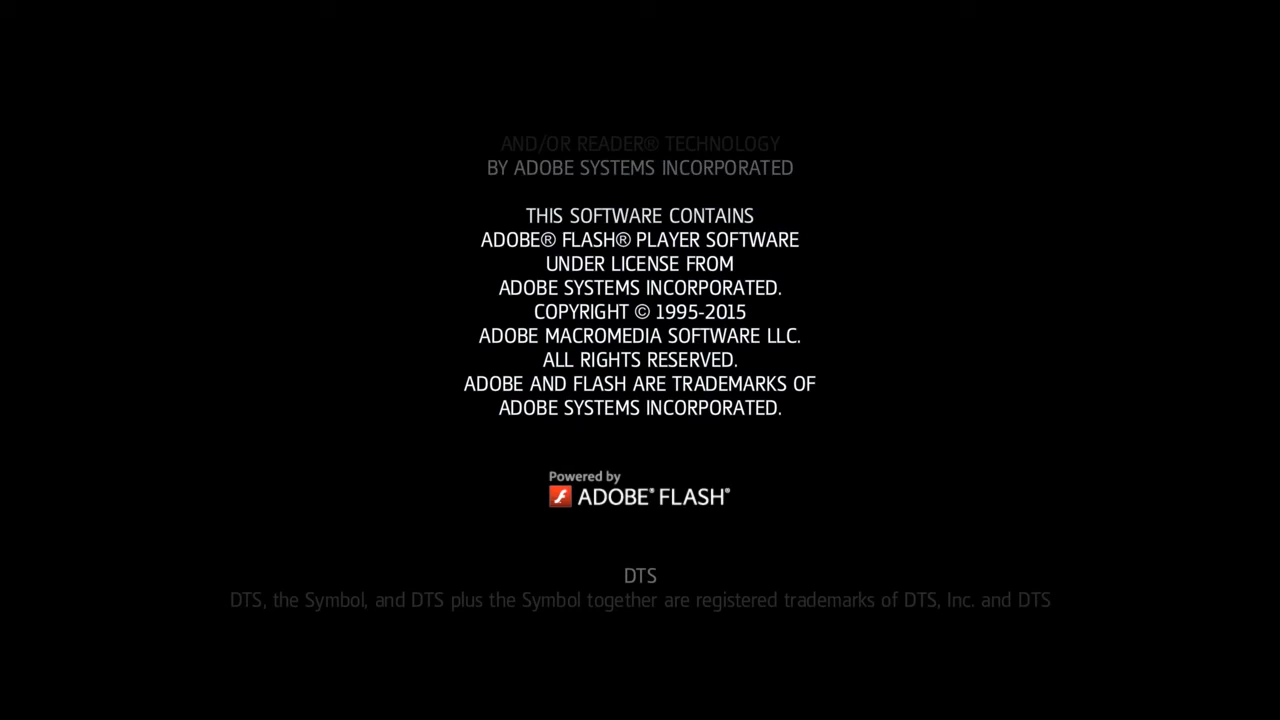 AND/OR READER® TECHNOLOGY
BY ADOBE SYSTEMS INCORPORATED
THIS SOFTWARE CONTAINS
ADOBE® FLASH® PLAYER SOFTWARE
UNDER LICENSE FROM
ADOBE SYSTEMS INCORPORATED.
COPYRIGHT © 1995-2015
ADOBE MACROMEDIA SOFTWARE LLC.
ALL RIGHTS RESERVED.
ADOBE AND FLASH ARE TRADEMARKS OF
ADOBE SYSTEMS INCORPORATED.
Powered by
ADOBE® FLASH®
DTS
DTS, the Symbol, and DTS plus the Symbol together are registered trademarks of DTS, Inc. and DTS